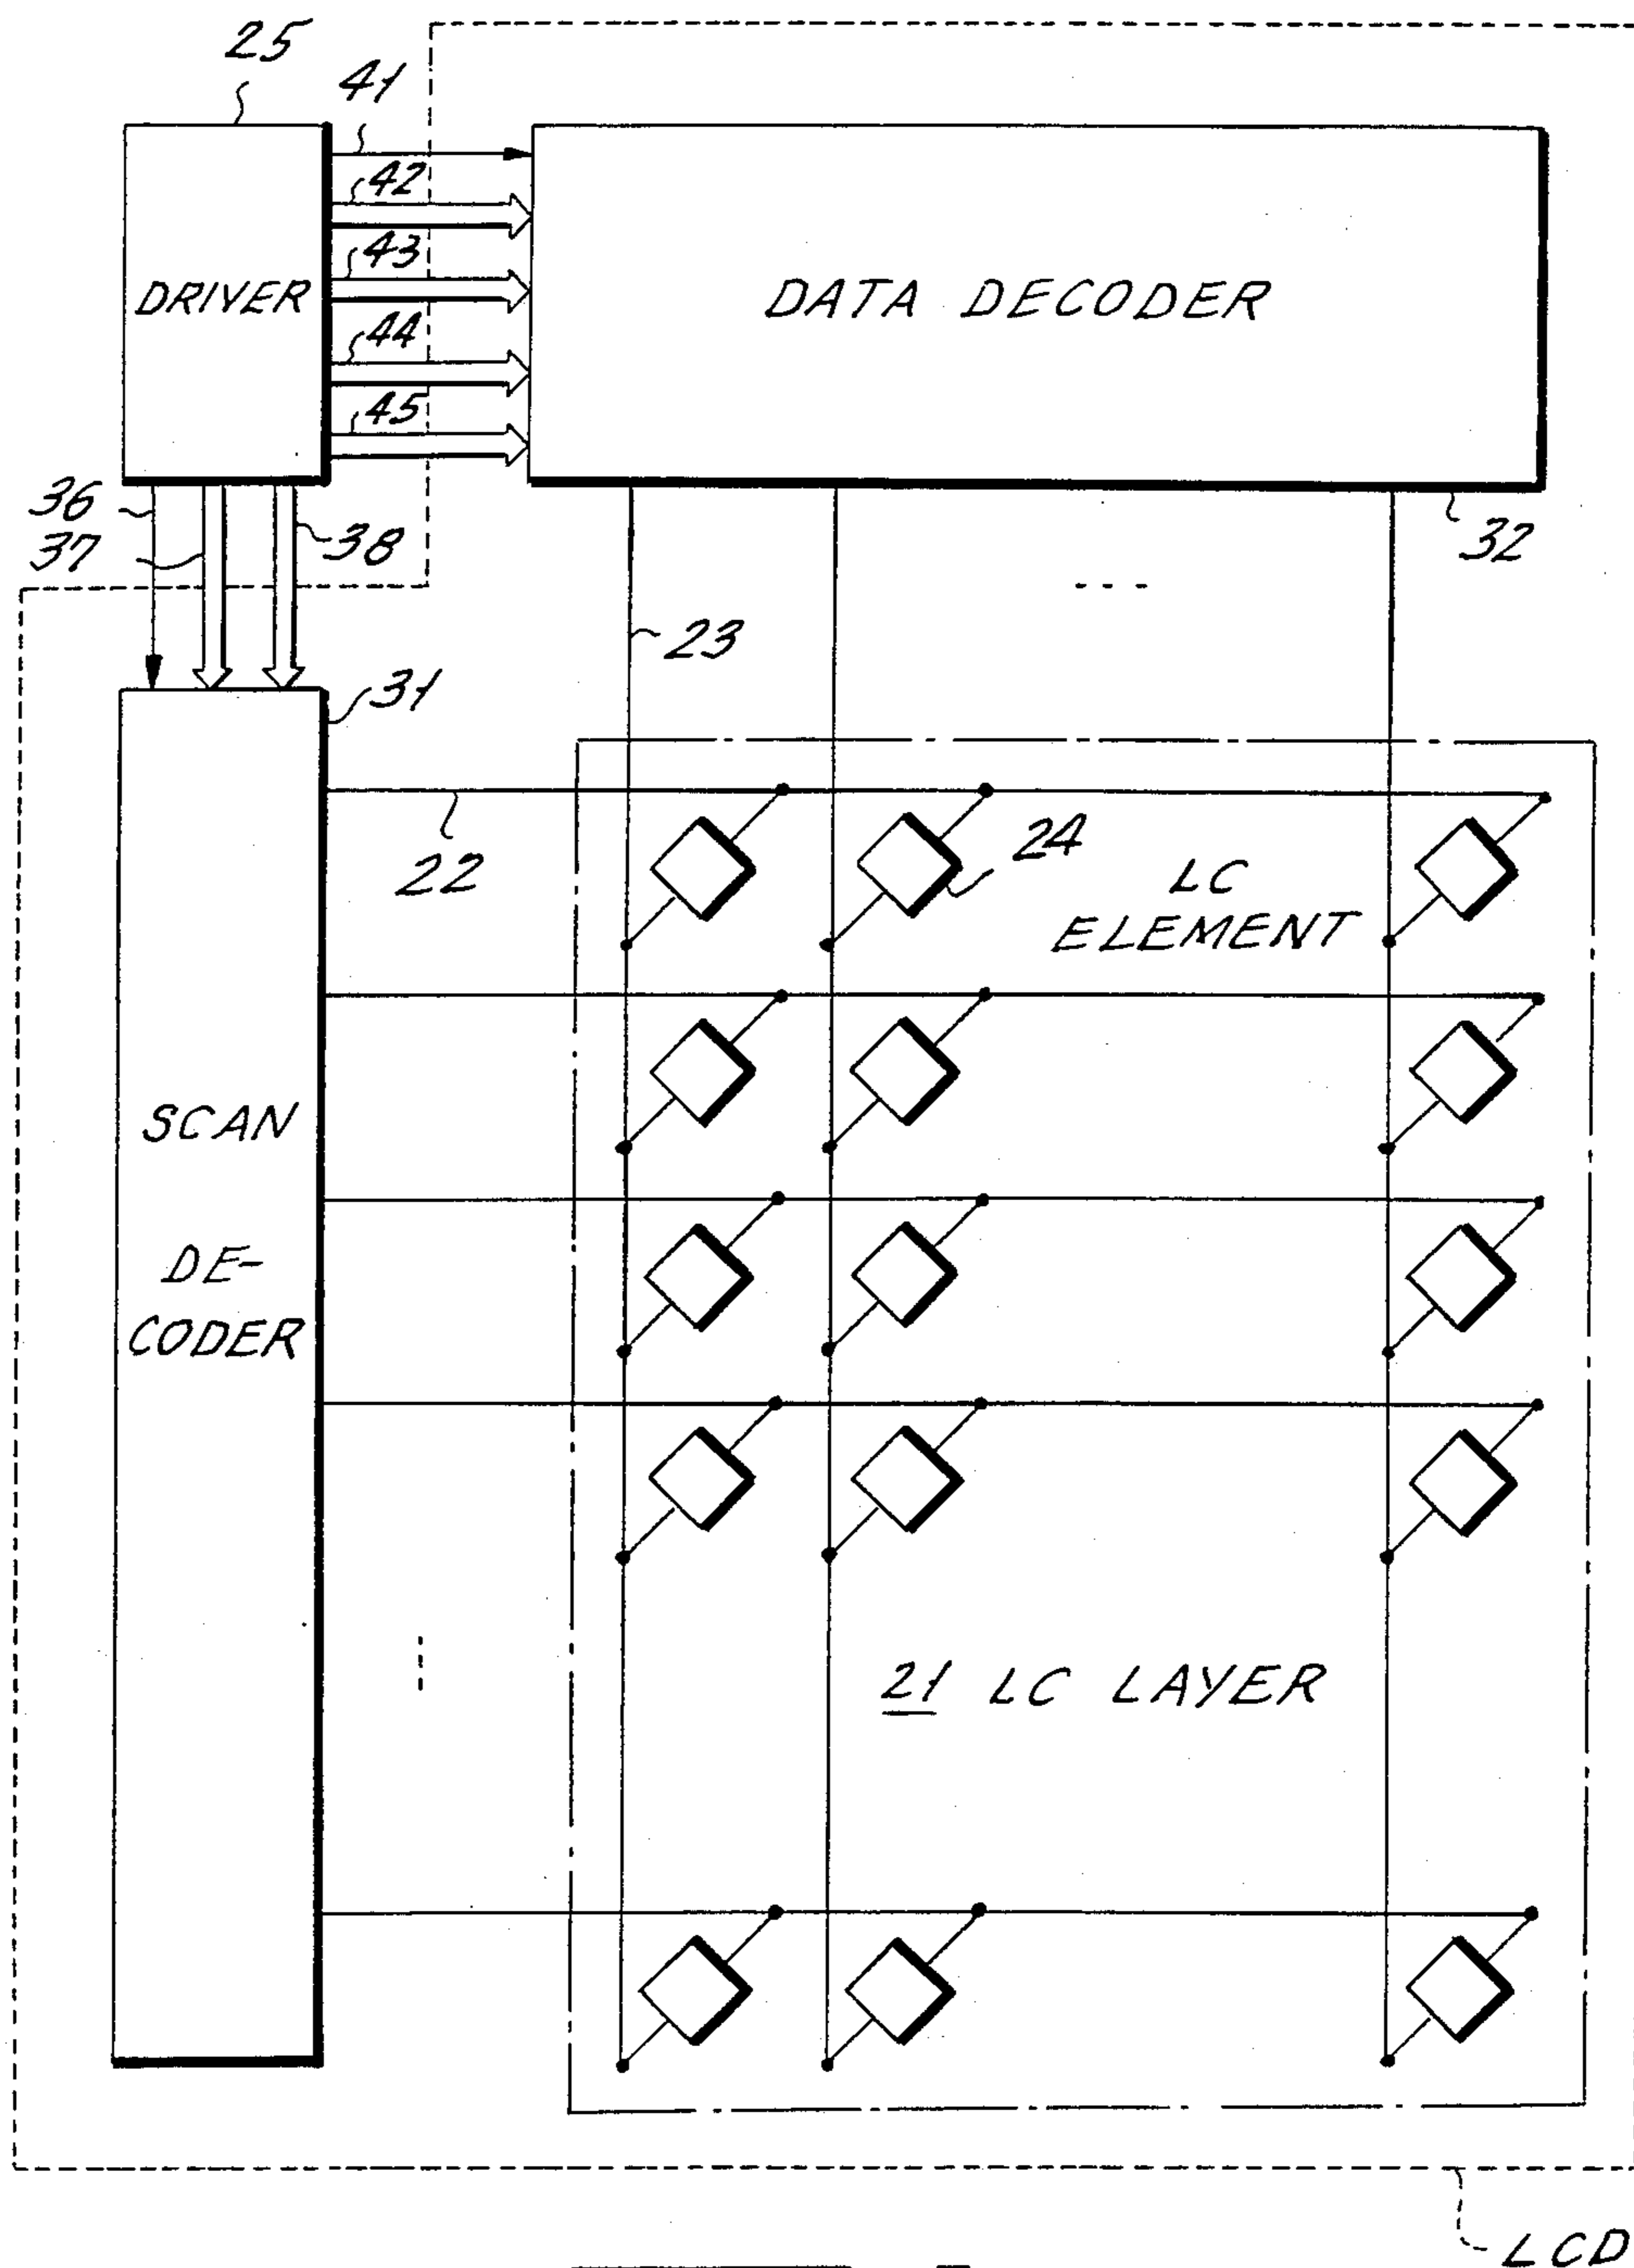 25
41
42
43
DRIVER
DATA DECODER
44
45
36
37
38
32
23
31
22
24
LC
ELEMENT
SCAN
DE-
CODER
21 LC LAYER
LCD